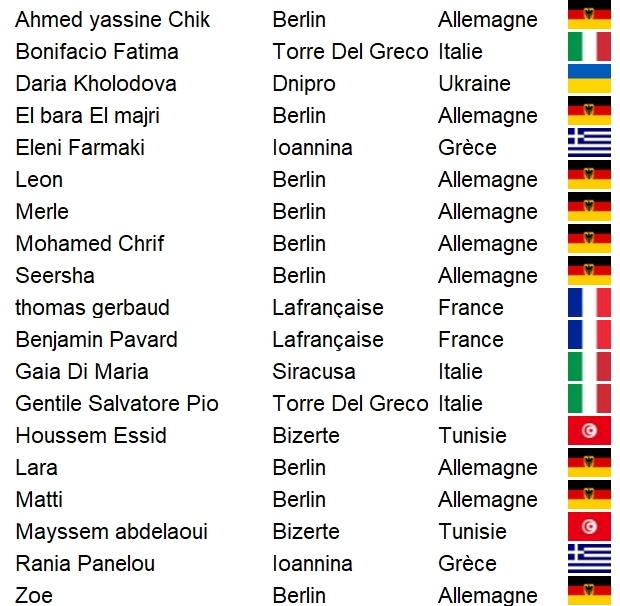 Ahmed yassine Chik Berlin Allemagne
Bonifacio Fatima Torre Del Greco Italie
Daria Kholodova Dnipro Ukraine
El bara El majri Berlin Allemagne
Eleni Farmaki Ioannina Grèce
Leon Berlin Allemagne
Merle Berlin Allemagne
Mohamed Chrif Berlin Allemagne
Seersha Berlin Allemagne
thomas gerbaud Lafrançaise France
Benjamin Pavard Lafrançaise France
Gaia Di Maria Siracusa Italie
Gentile Salvatore Pio Torre Del Greco Italie
Houssem Essid Bizerte Tunisie
Lara Berlin Allemagne
Matti Berlin Allemagne
Mayssem abdelaoui Bizerte Tunisie
Rania Panelou Ioannina Grèce
Zoe Berlin Allemagne